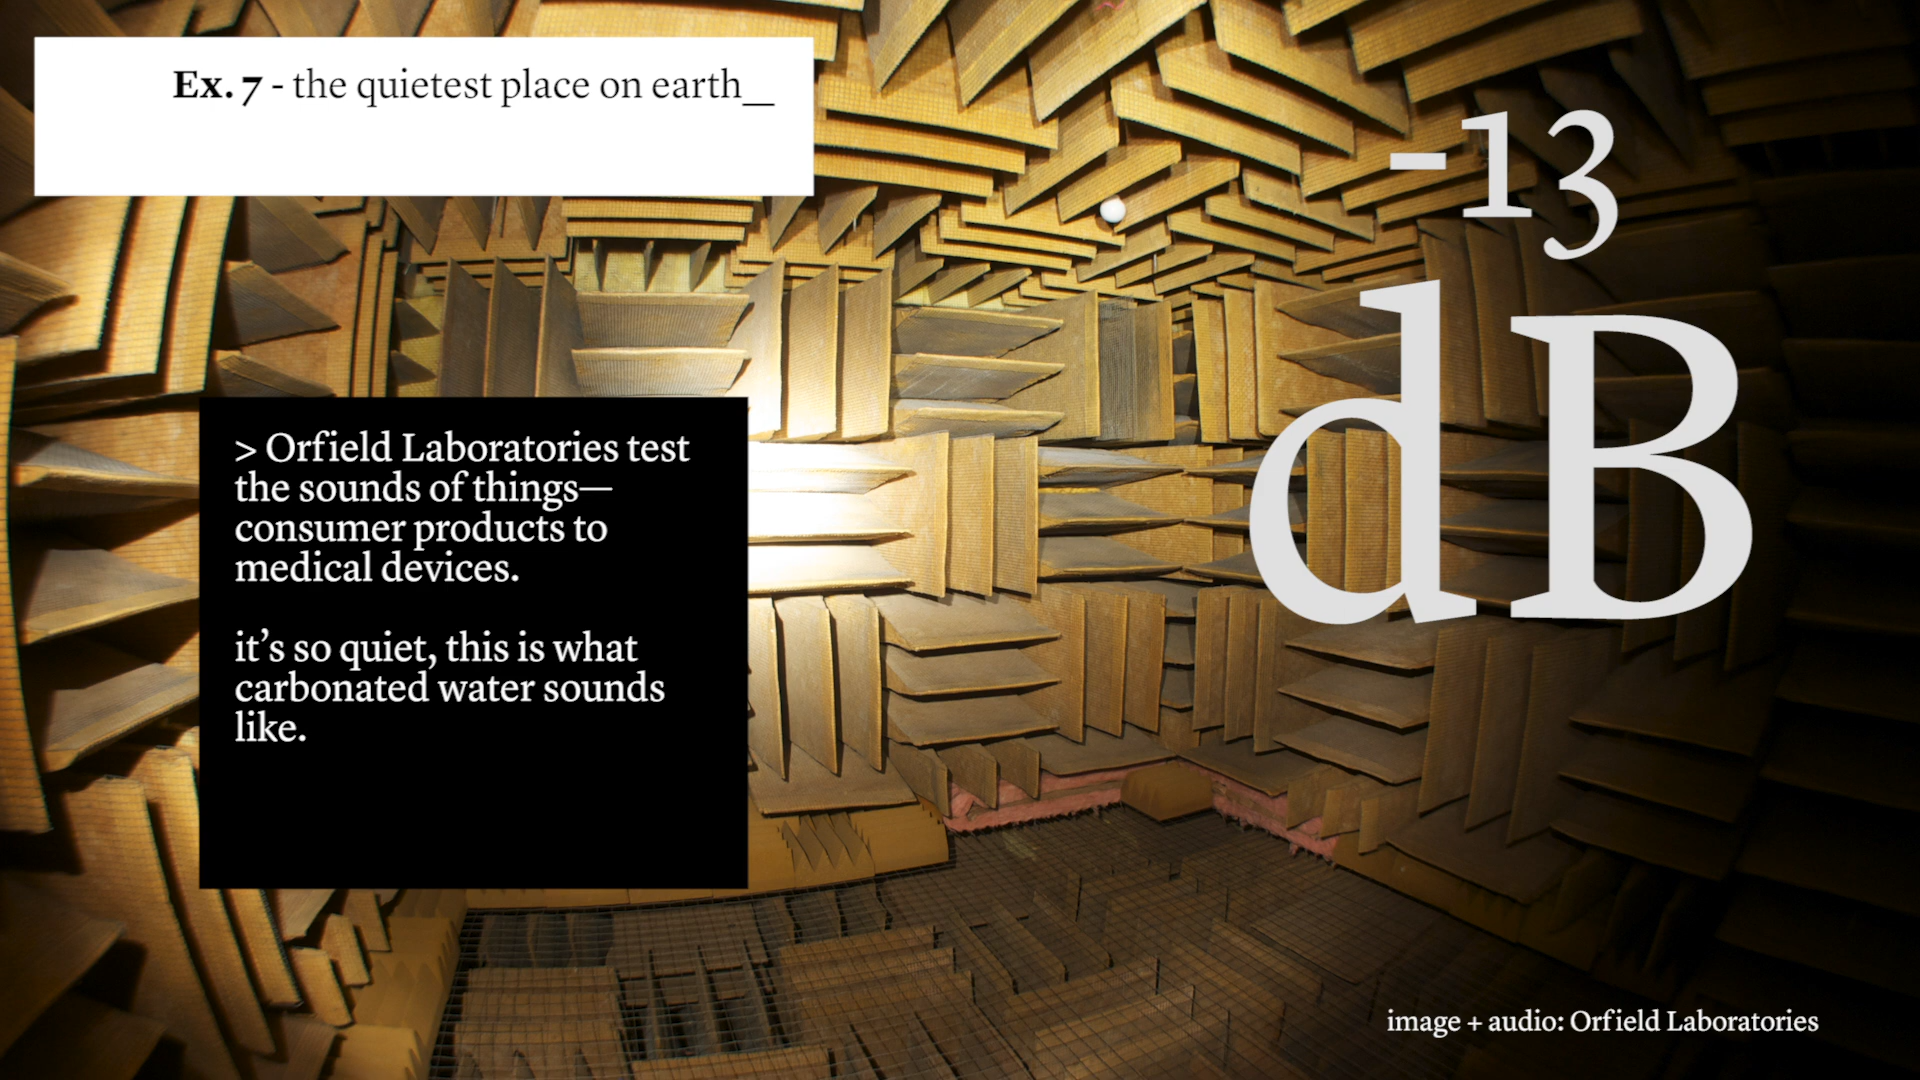 Ex. 7 - the quietest place on earth_
-13
dB
> Orfield Laboratories test
the sounds of things—
consumer products to
medical devices.
it’s so quiet, this is what
carbonated water sounds
like.
image + audio: Orfield Laboratories